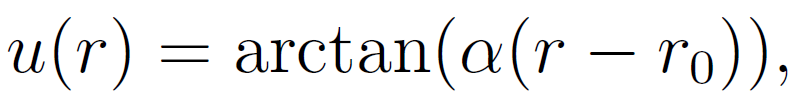 u(r) = arctan(α(r − r₀)),